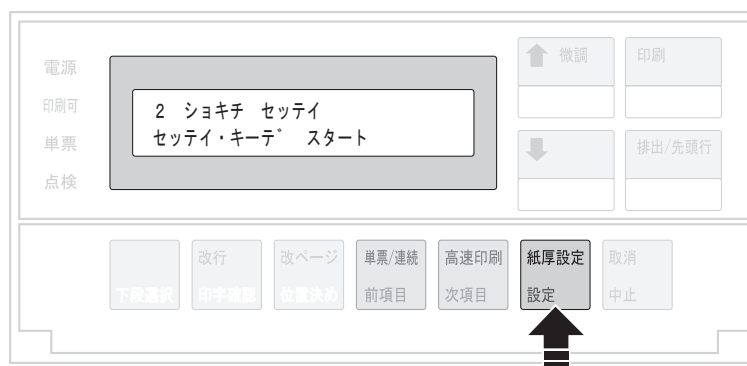 電源
印刷可
単票
点検
2 ショキチ セッテイ
セッテイ・キーデ スタート
微調
印刷
排出/先頭行
改行
改ページ
単票/連続
高速印刷
紙厚設定
取消
下段選択
印字確認
位置決め
前項目
次項目
設定
中止